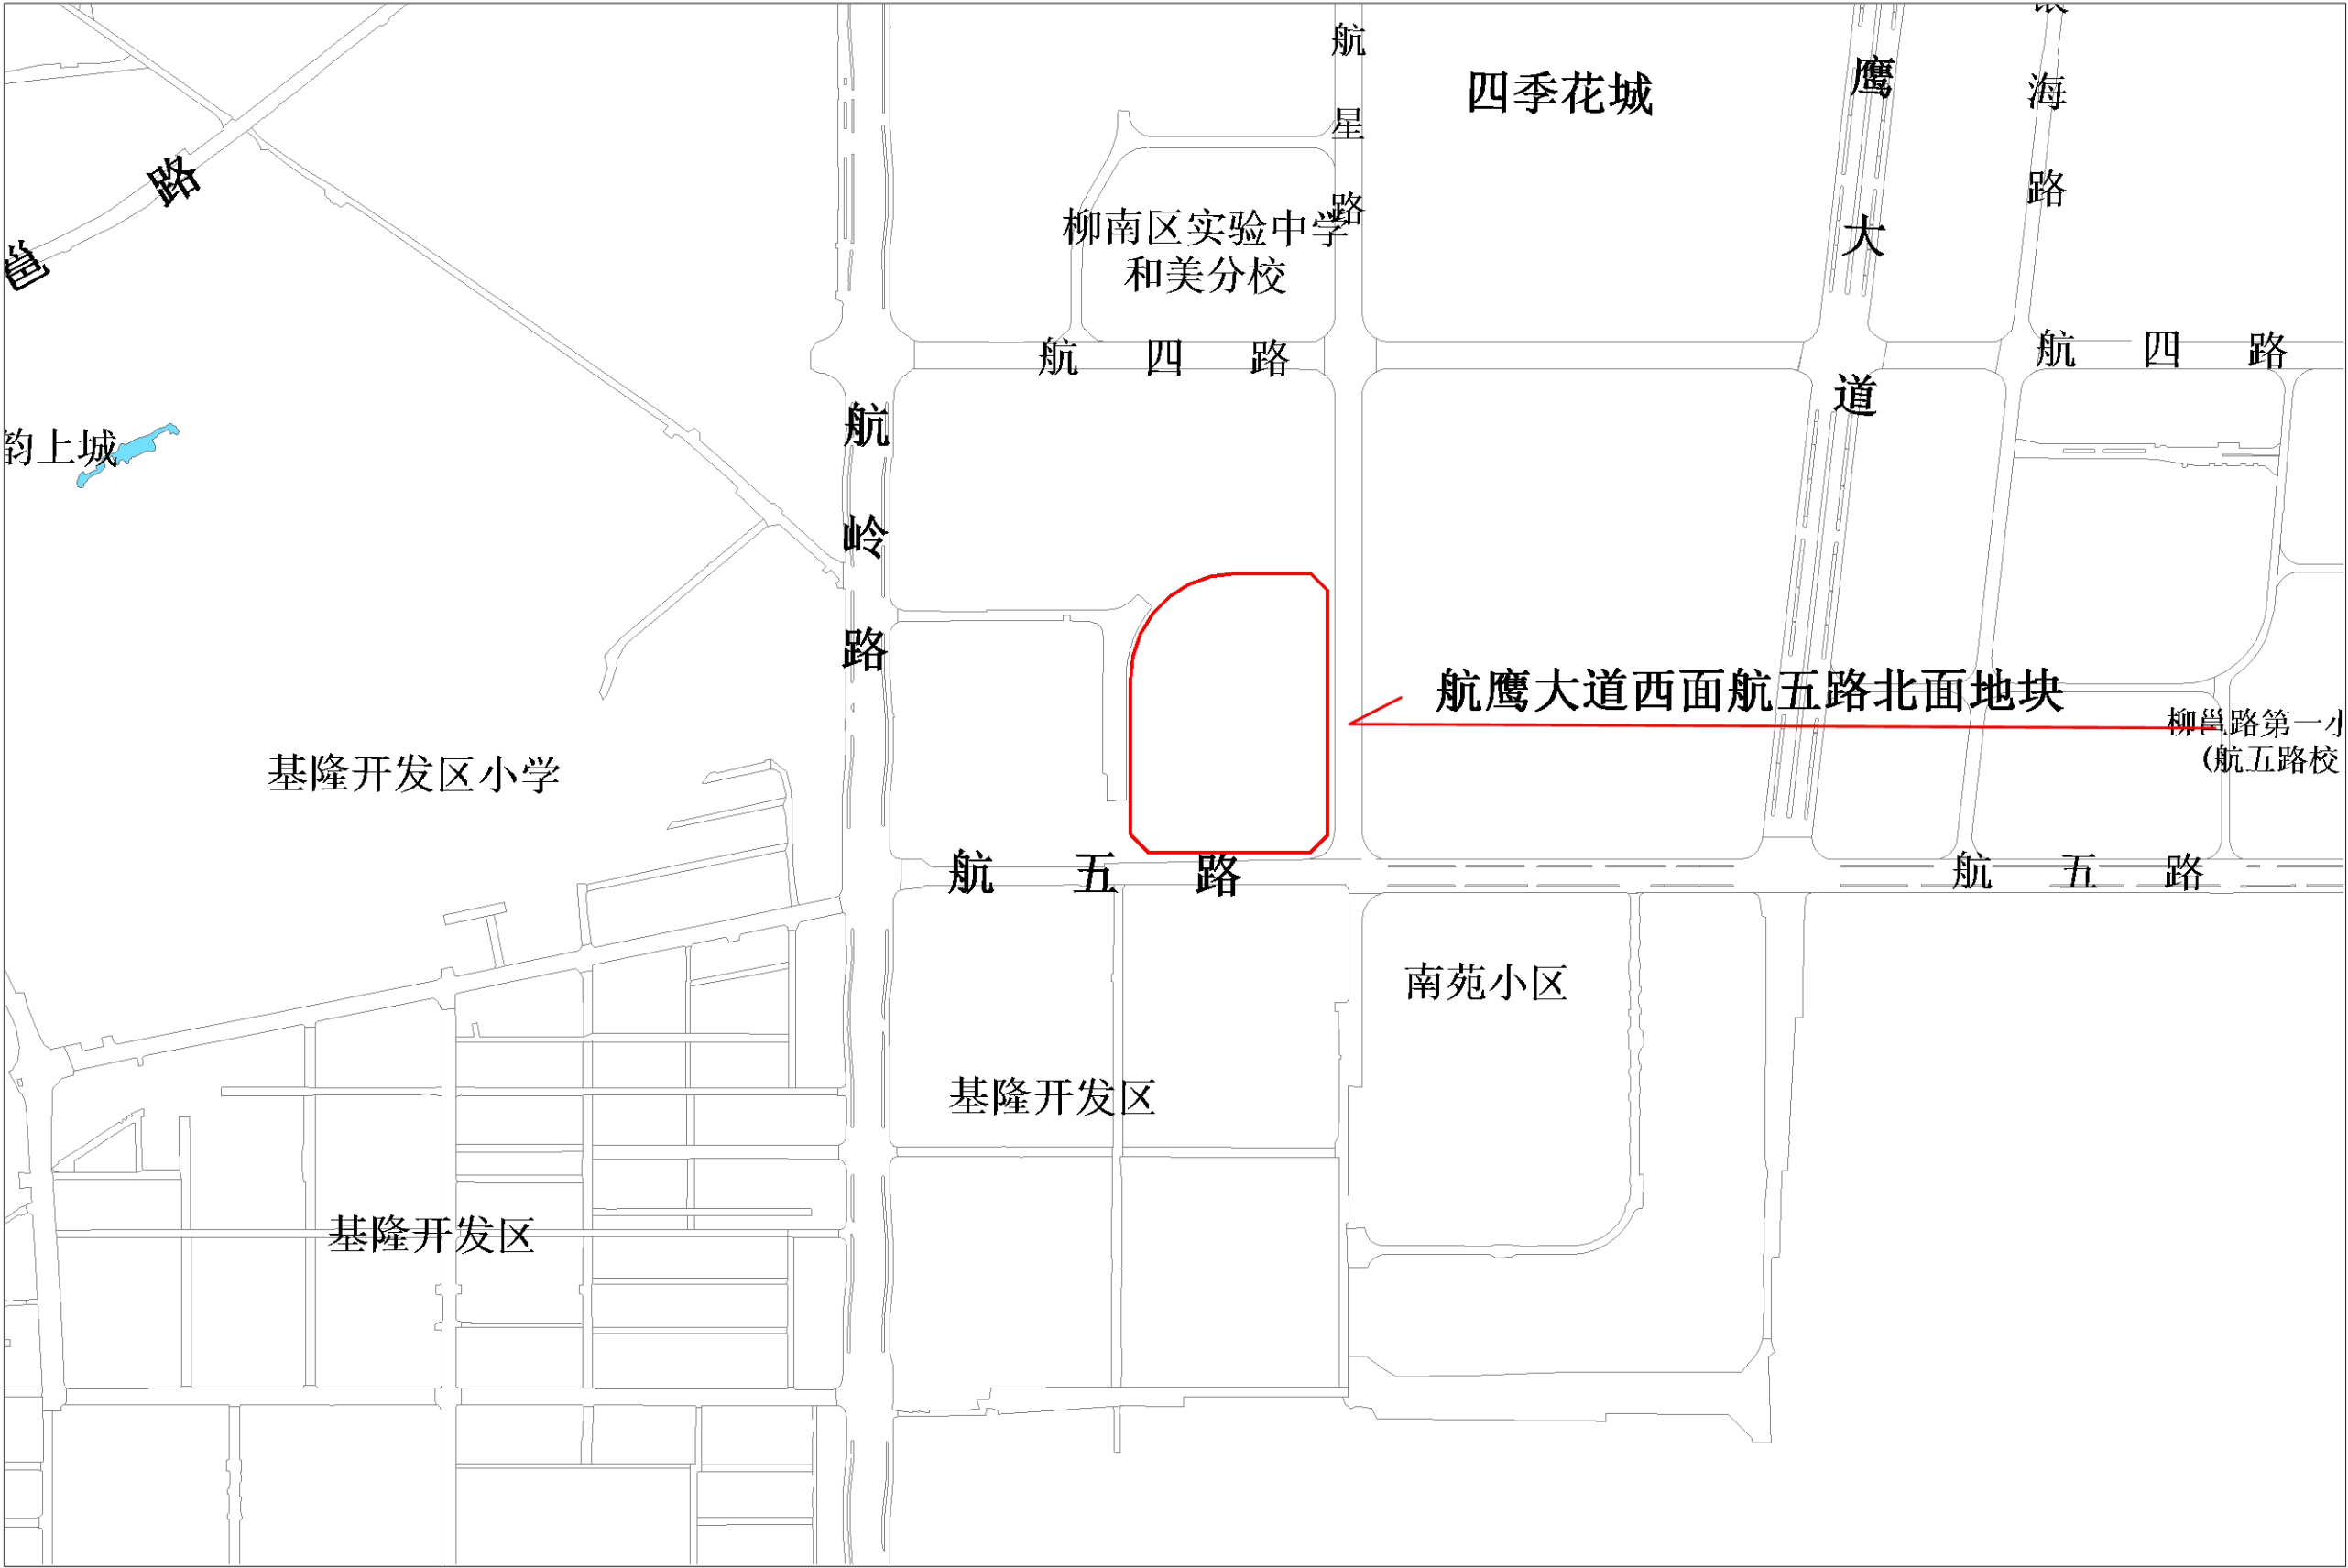 航星路
四季花城
鹰大道
海路
邕路
柳南区实验中学
和美分校
航四路
航四路
韵上城
航岭路
航鹰大道西面航五路北面地块
柳邕路第一
(航五路校
基隆开发区小学
航五路
航五路
南苑小区
基隆开发区
基隆开发区